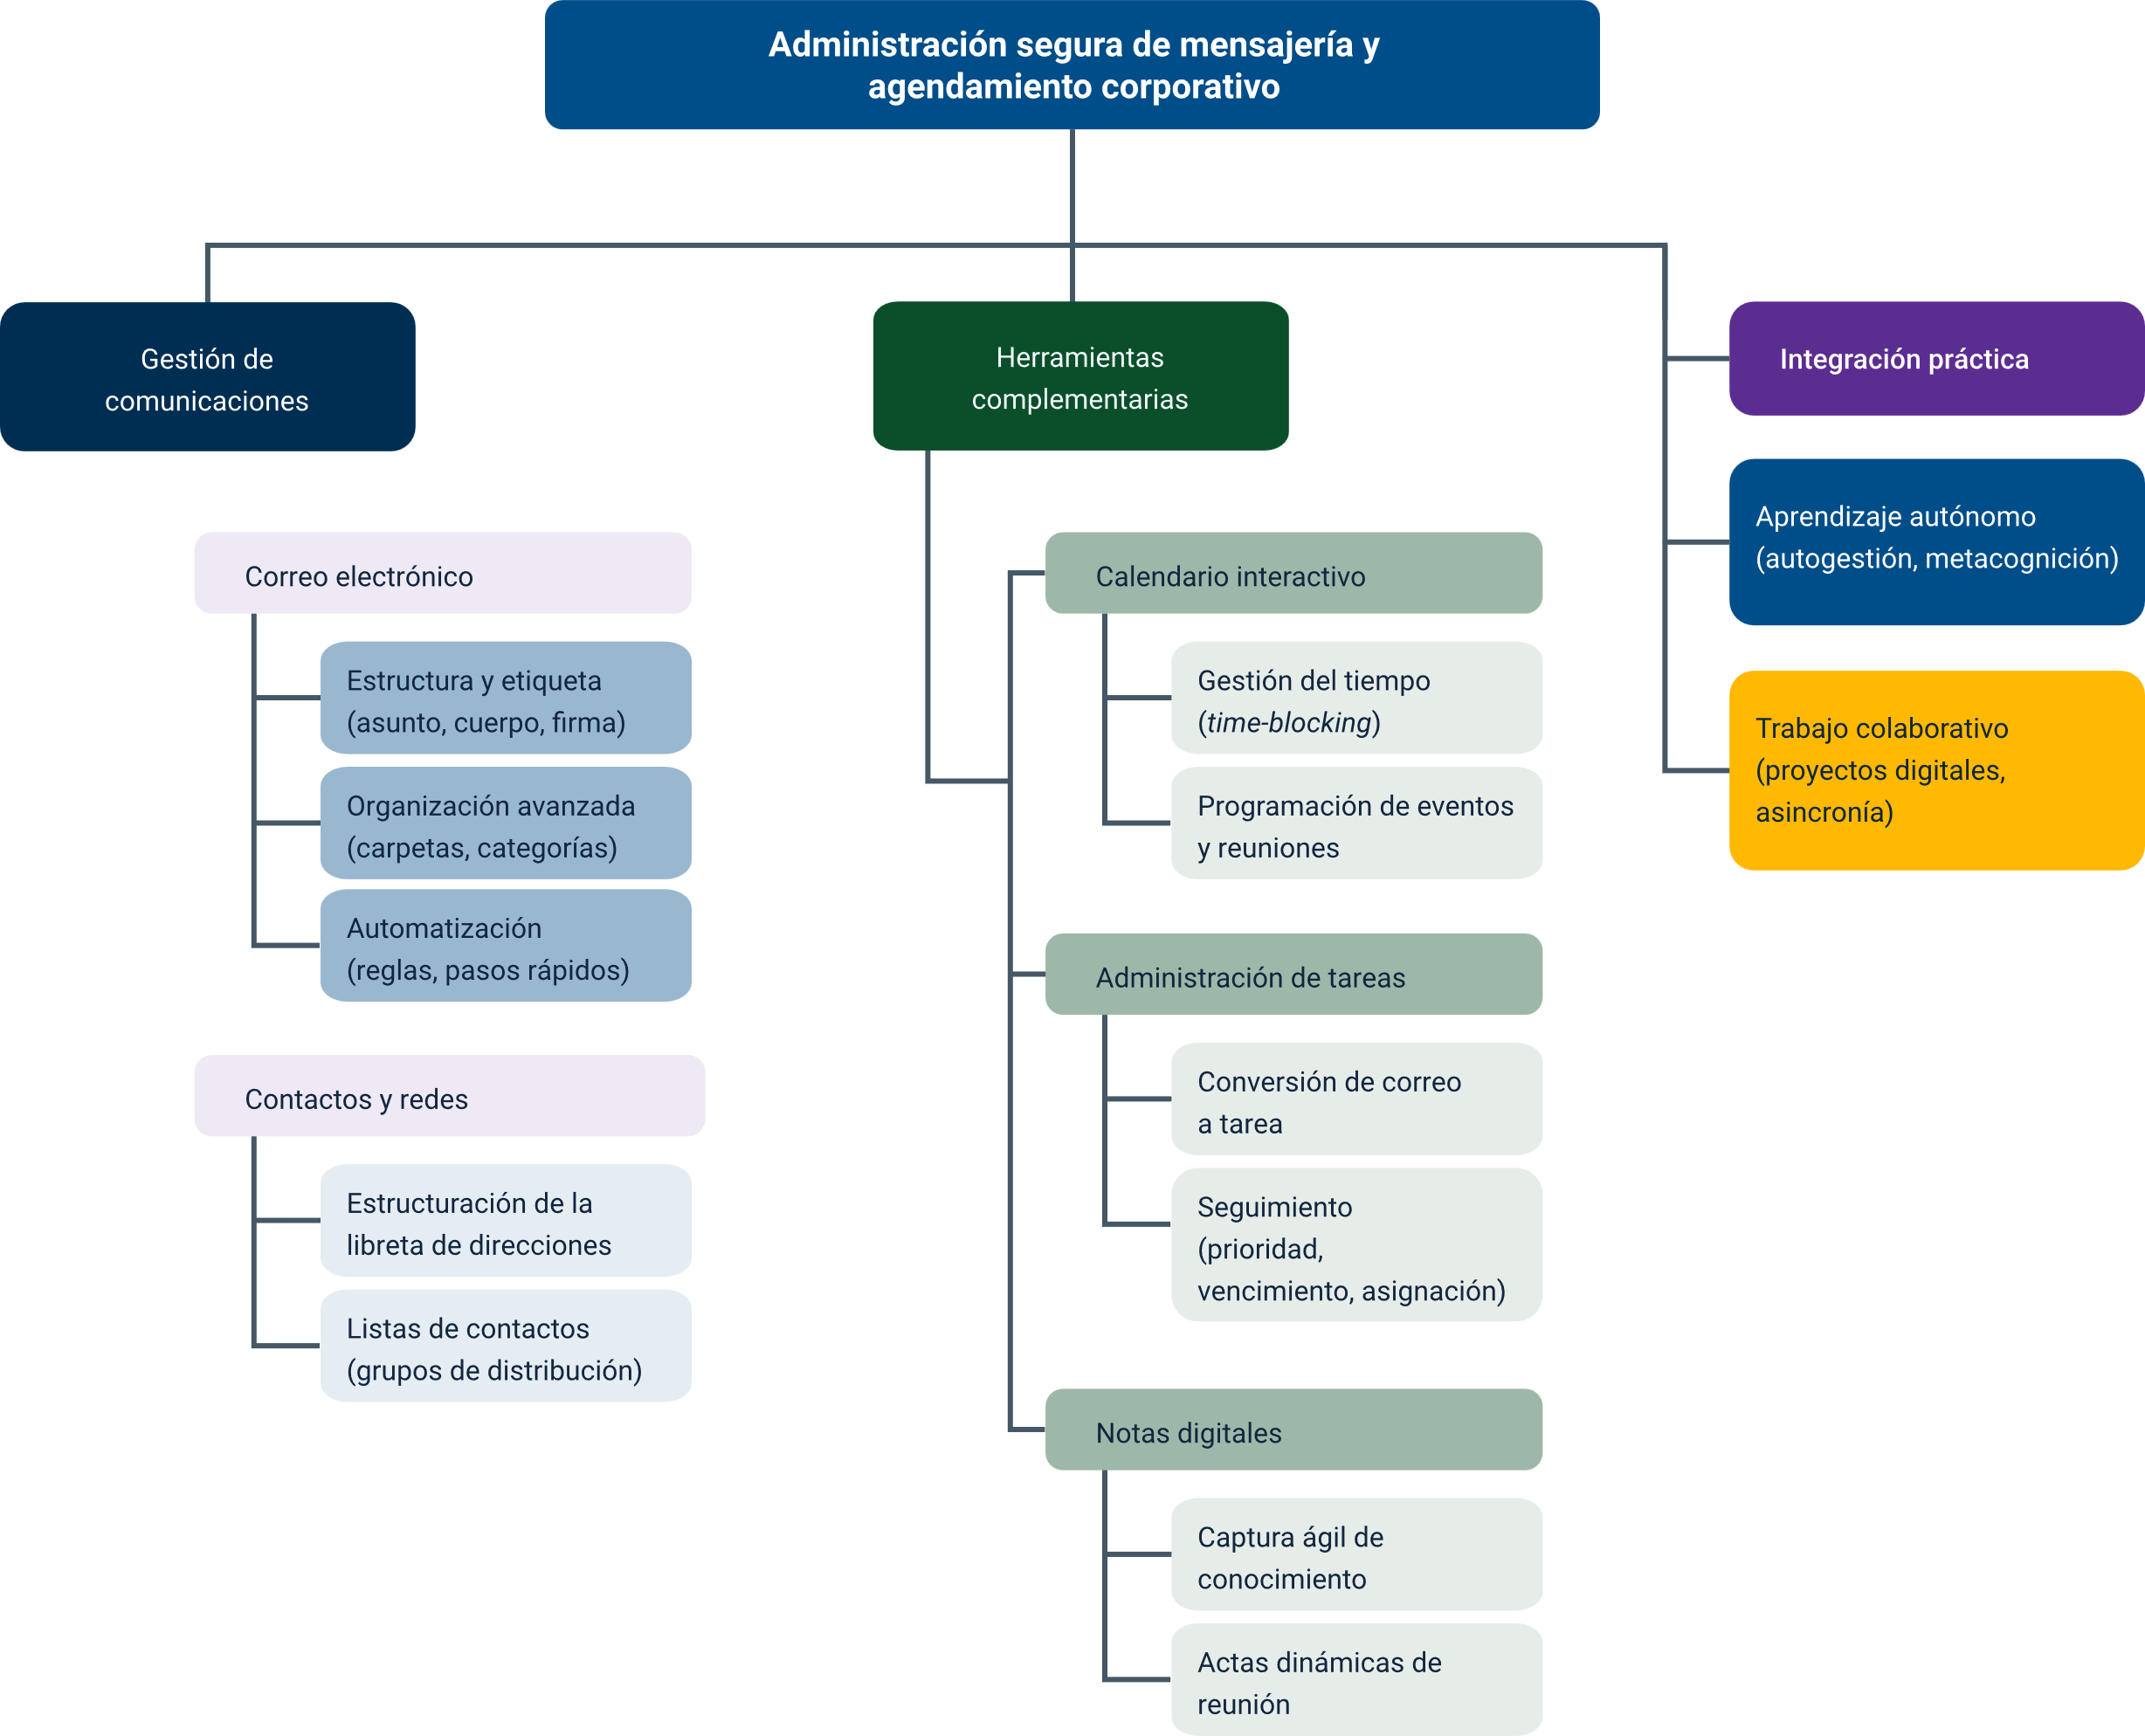 Administración segura de mensajería y
agendamiento corporativo
Gestión de
comunicaciones
Correo electrónico
Estructura y etiqueta
(asunto, cuerpo, firma)
Organización avanzada
(carpetas, categorías)
Automatización
(reglas, pasos rápidos)
Contactos y redes
Estructuración de la
libreta de direcciones
Listas de contactos
(grupos de distribución)
Herramientas
complementarias
Calendario interactivo
Gestión del tiempo
(time-blocking)
Programación de eventos
y reuniones
Administración de tareas
Conversión de correo
a tarea
Seguimiento
(prioridad,
vencimiento, asignación)
Notas digitales
Captura ágil de
conocimiento
Actas dinámicas de
reunión
Integración práctica
Aprendizaje autónomo
(autogestión, metacognición)
Trabajo colaborativo
(proyectos digitales,
asincronía)